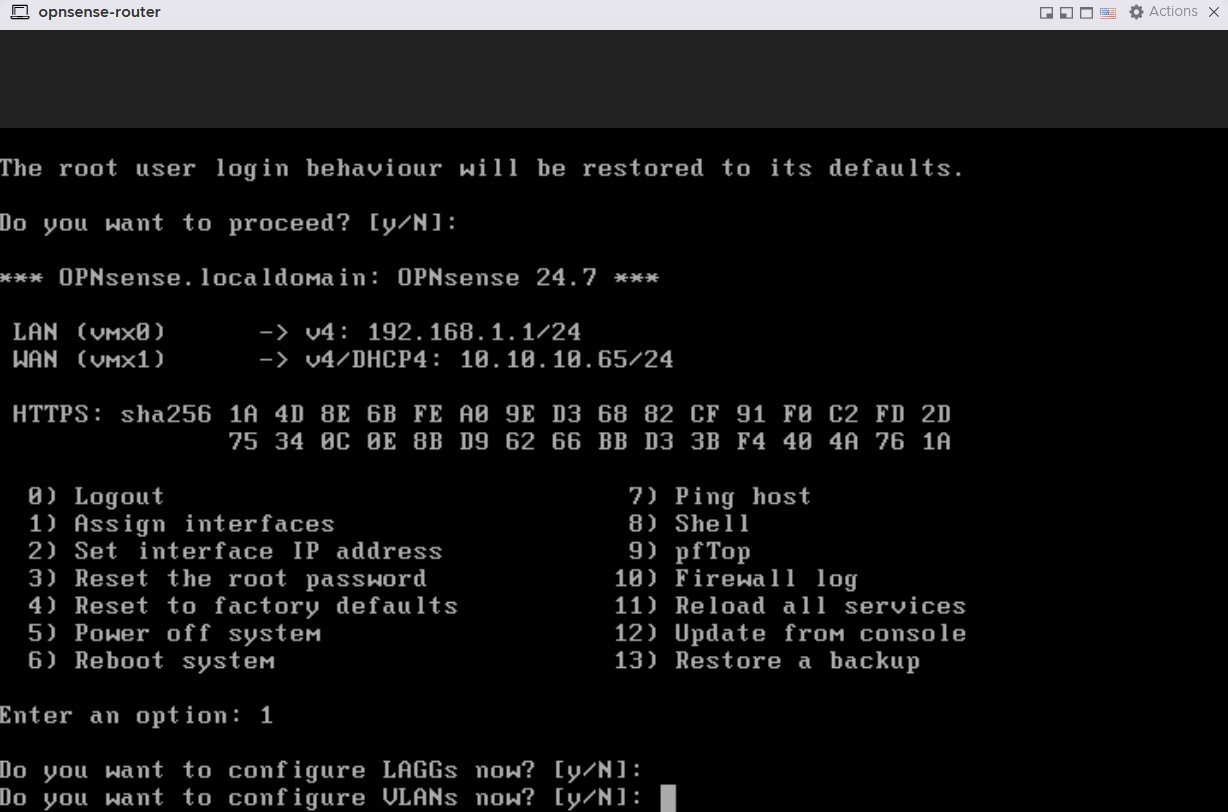 opnsense-router Actions
The root user login behaviour will be restored to its defaults.
Do you want to proceed? [y/N]:
*** OPNsense.localdomain: OPNsense 24.7 ***
LAN (vmx0) -> v4: 192.168.1.1/24
WAN (vmx1) -> v4/DHCP4: 10.10.10.65/24
HTTPS: sha256 1A 4D 8E 6B FE A0 9E D3 68 82 CF 91 F0 C2 FD 2D
75 34 0C 0E 8B D9 62 66 BB D3 3B F4 40 4A 76 1A
0) Logout 7) Ping host
1) Assign interfaces 8) Shell
2) Set interface IP address 9) pfTop
3) Reset the root password 10) Firewall log
4) Reset to factory defaults 11) Reload all services
5) Power off system 12) Update from console
6) Reboot system 13) Restore a backup
Enter an option: 1
Do you want to configure LAGGs now? [y/N]:
Do you want to configure VLANs now? [y/N]: